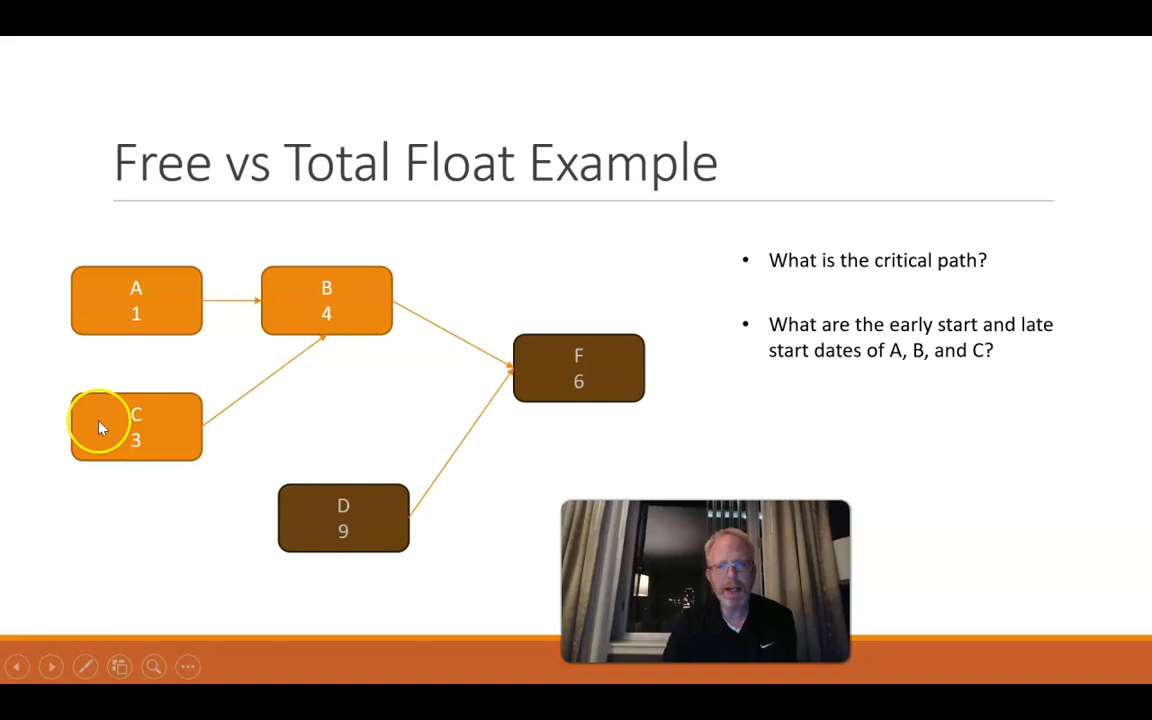 Free vs Total Float Example
A
1
B
4
C
3
D
9
F
6
• What is the critical path?
• What are the early start and late
start dates of A, B, and C?